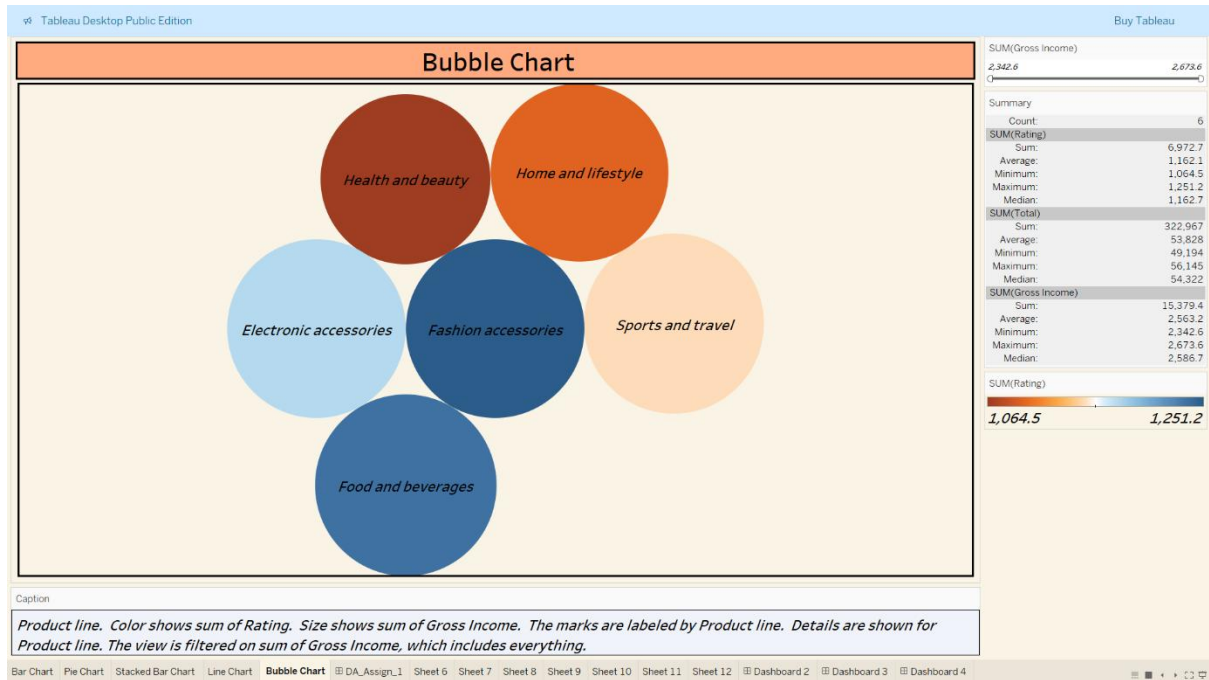 Tableau Desktop Public Edition
Buy Tableau
Bubble Chart
Health and beauty
Home and lifestyle
Electronic accessories
Fashion accessories
Sports and travel
Food and beverages
SUM(Gross Income)
2,342.6 2,673.6
Summary
Count: 6
SUM(Rating)
Sum: 6,972.7
Average: 1,162.1
Minimum: 1,064.5
Maximum: 1,251.2
Median: 1,162.7
SUM(Total)
Sum: 322,967
Average: 53,828
Minimum: 49,194
Maximum: 56,145
Median: 54,322
SUM(Gross Income)
Sum: 15,379.4
Average: 2,563.2
Minimum: 2,342.6
Maximum: 2,673.6
Median: 2,586.7
SUM(Rating)
1,064.5 1,251.2
Caption
Product line. Color shows sum of Rating. Size shows sum of Gross Income. The marks are labeled by Product line. Details are shown for
Product line. The view is filtered on sum of Gross Income, which includes everything.
Bar Chart Pie Chart Stacked Bar Chart Line Chart Bubble Chart DA_Assign_1 Sheet 6 Sheet 7 Sheet 8 Sheet 9 Sheet 10 Sheet 11 Sheet 12 Dashboard 2 Dashboard 3 Dashboard 4